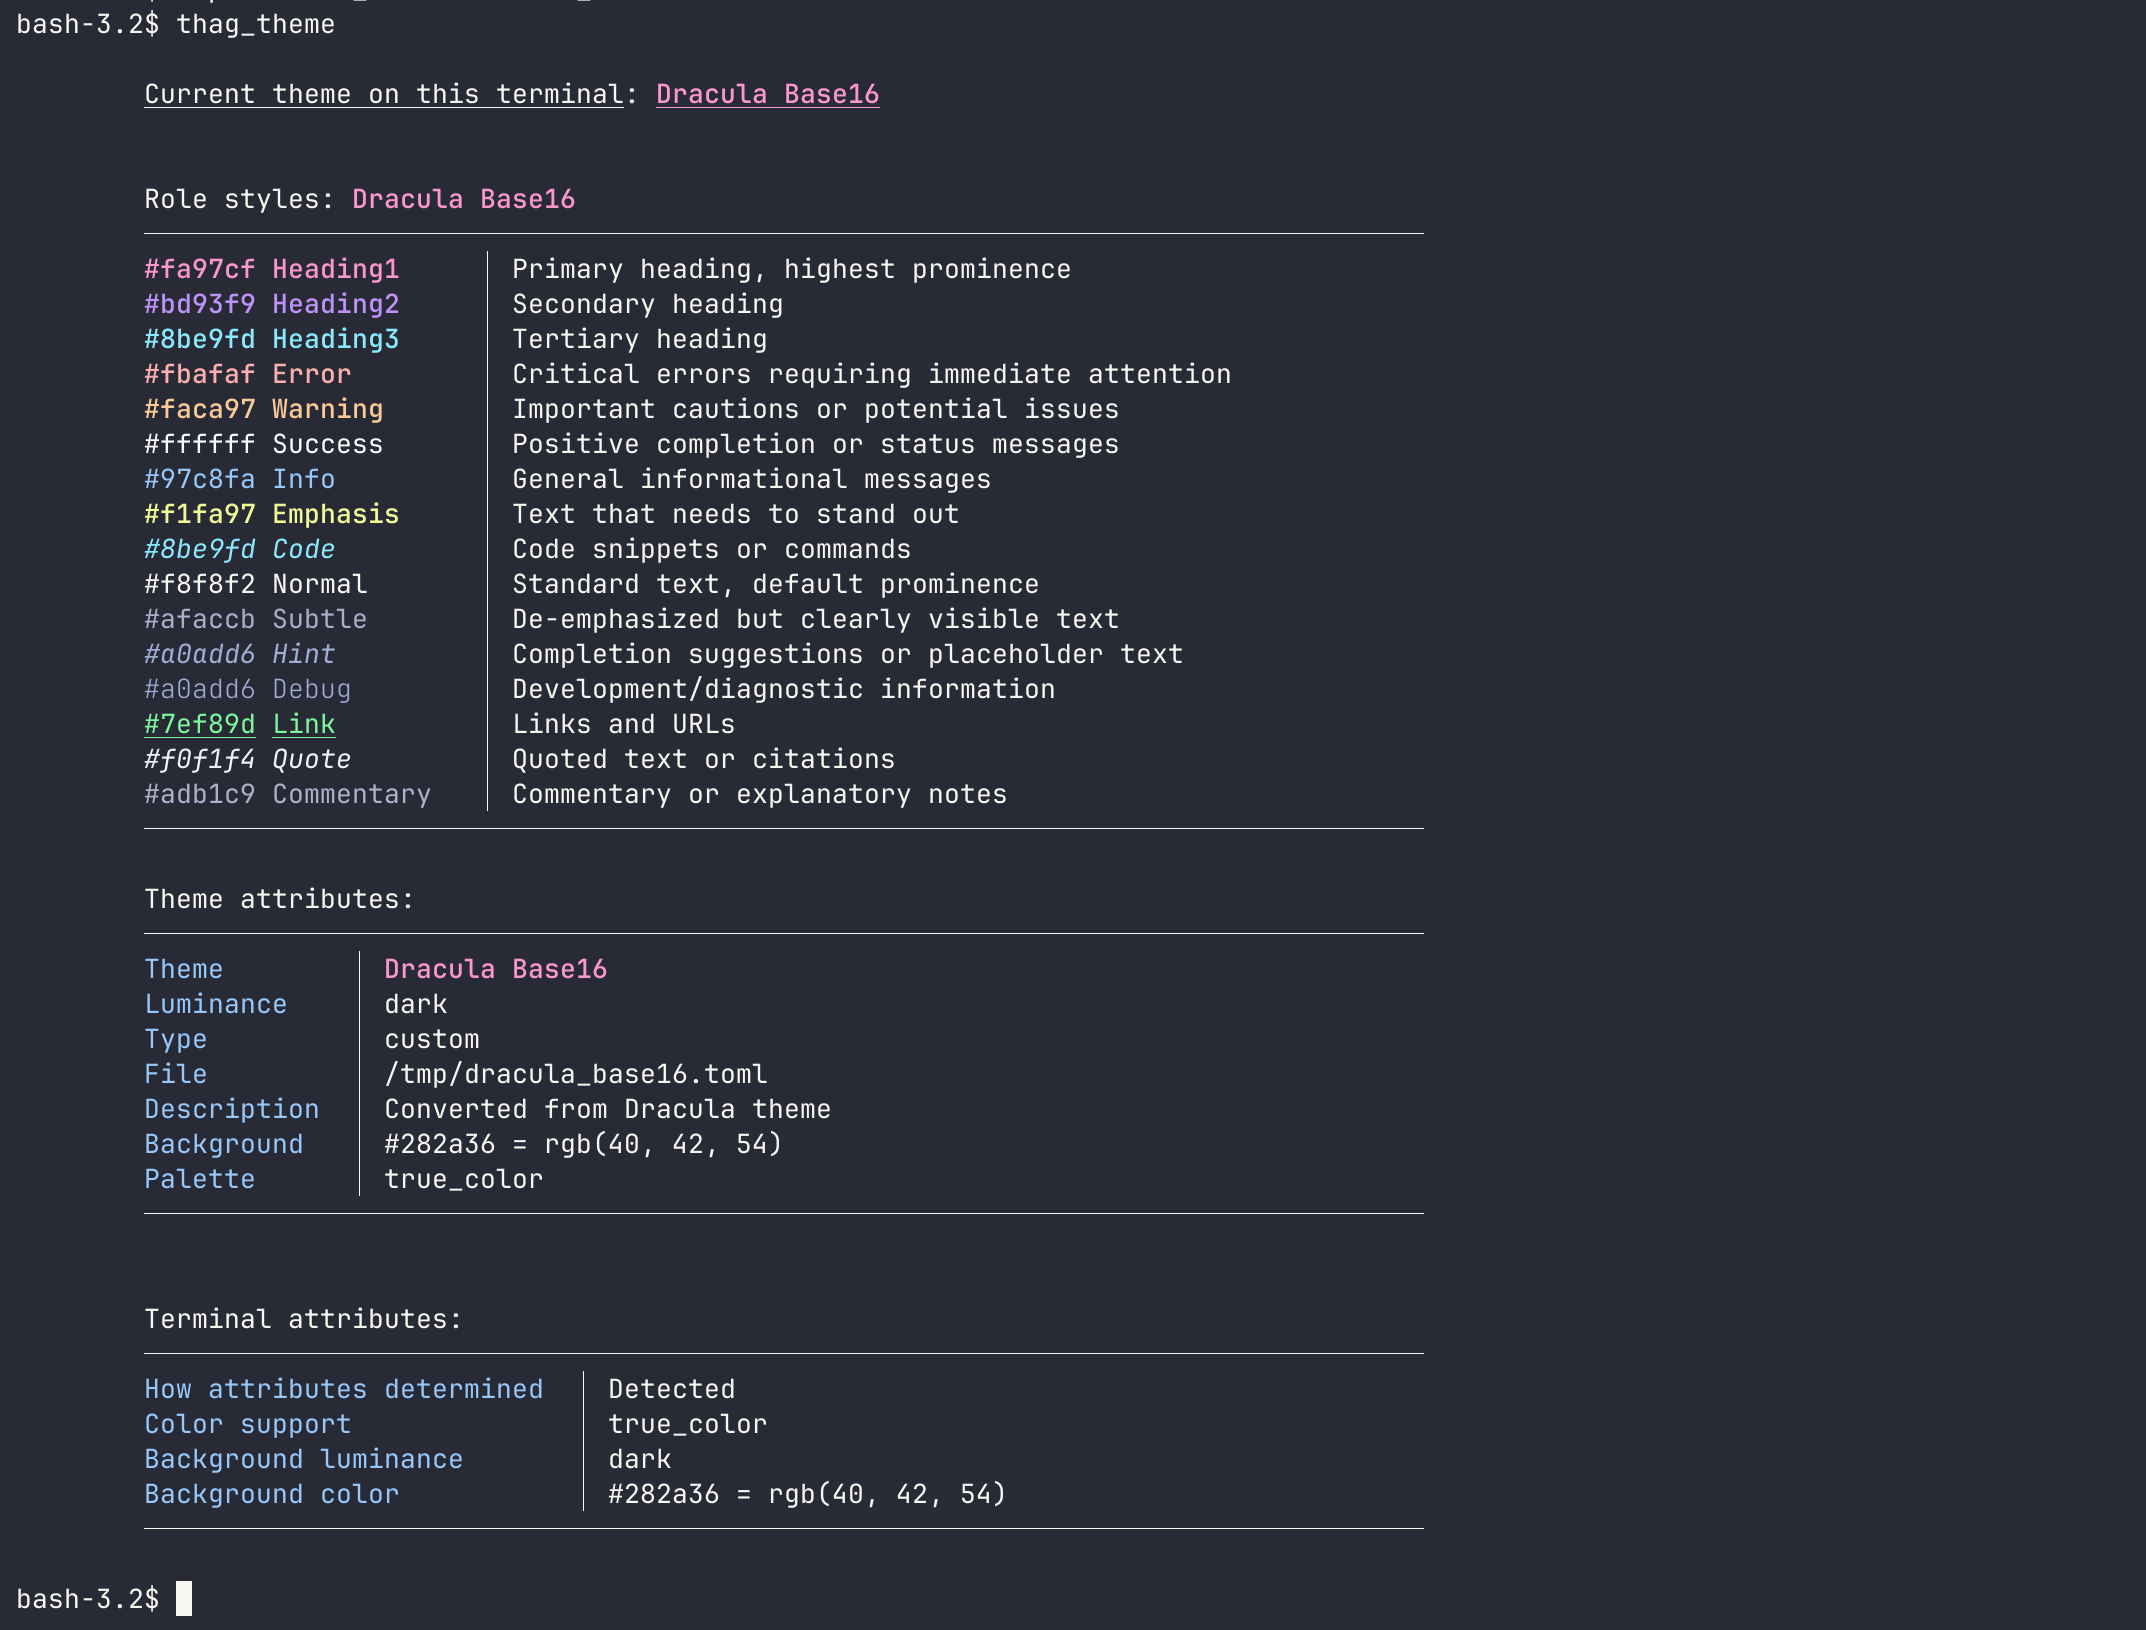 bash-3.2$ thag_theme
Current theme on this terminal: Dracula Base16
Role styles: Dracula Base16
#fa97cf Heading1 Primary heading, highest prominence
#bd93f9 Heading2 Secondary heading
#8be9fd Heading3 Tertiary heading
#fbafaf Error Critical errors requiring immediate attention
#faca97 Warning Important cautions or potential issues
#ffffff Success Positive completion or status messages
#97c8fa Info General informational messages
#f1fa97 Emphasis Text that needs to stand out
#8be9fd Code Code snippets or commands
#f8f8f2 Normal Standard text, default prominence
#afaccb Subtle De-emphasized but clearly visible text
#a0add6 Hint Completion suggestions or placeholder text
#a0add6 Debug Development/diagnostic information
#7ef89d Link Links and URLs
#f0f1f4 Quote Quoted text or citations
#adb1c9 Commentary Commentary or explanatory notes
Theme attributes:
Theme Dracula Base16
Luminance dark
Type custom
File /tmp/dracula_base16.toml
Description Converted from Dracula theme
Background #282a36 = rgb(40, 42, 54)
Palette true_color
Terminal attributes:
How attributes determined Detected
Color support true_color
Background luminance dark
Background color #282a36 = rgb(40, 42, 54)
bash-3.2$